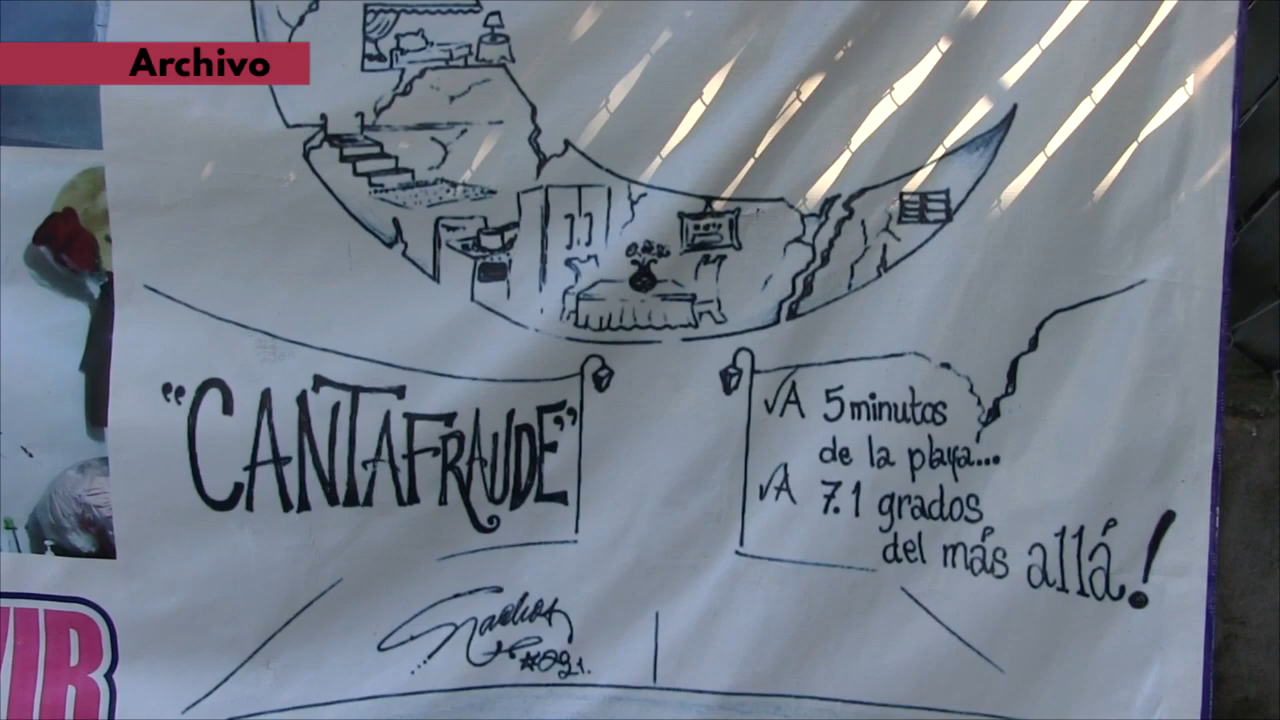 Archivo
"CANTAFRAUDE"
√A 5 minutos
de la playa...
√A 7.1 grados
del más allá!
VIR